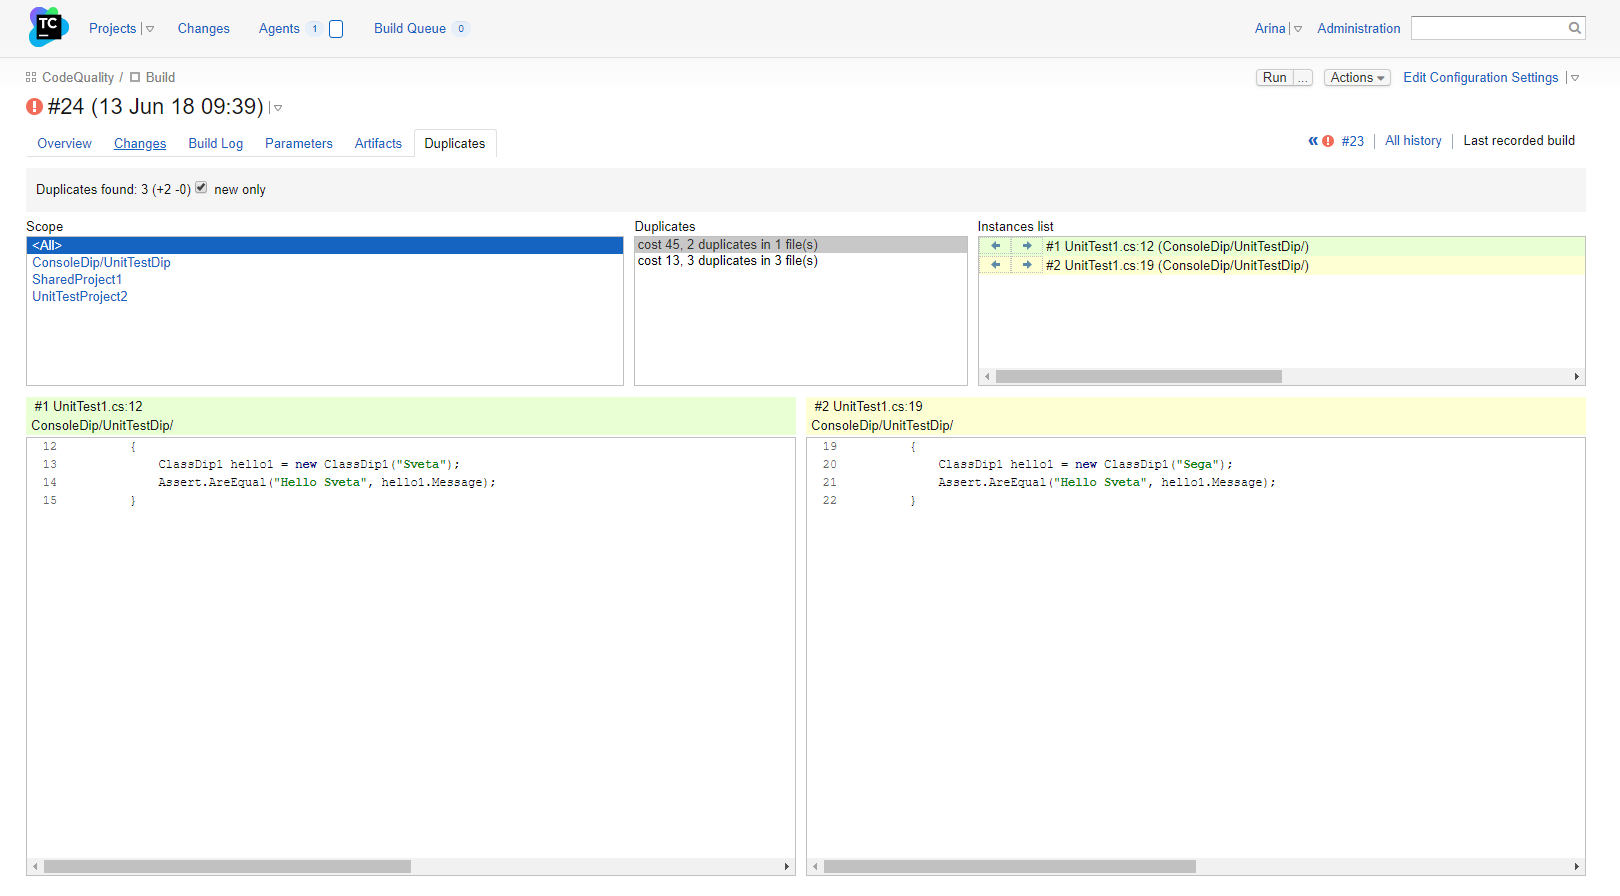 TC
Projects
Changes
Agents 1
Build Queue 0
Arina
Administration
CodeQuality / Build
Run ...
Actions
Edit Configuration Settings
#24 (13 Jun 18 09:39)
Overview
Changes
Build Log
Parameters
Artifacts
Duplicates
« #23
All history
Last recorded build
Duplicates found: 3 (+2 -0) new only
Scope
<All>
ConsoleDip/UnitTestDip
SharedProject1
UnitTestProject2
Duplicates
cost 45, 2 duplicates in 1 file(s)
cost 13, 3 duplicates in 3 file(s)
Instances list
#1 UnitTest1.cs:12 (ConsoleDip/UnitTestDip/)
#2 UnitTest1.cs:19 (ConsoleDip/UnitTestDip/)
#1 UnitTest1.cs:12
ConsoleDip/UnitTestDip/
12 {
13 ClassDip1 hello1 = new ClassDip1("Sveta");
14 Assert.AreEqual("Hello Sveta", hello1.Message);
15 }
#2 UnitTest1.cs:19
ConsoleDip/UnitTestDip/
19 {
20 ClassDip1 hello1 = new ClassDip1("Sega");
21 Assert.AreEqual("Hello Sveta", hello1.Message);
22 }